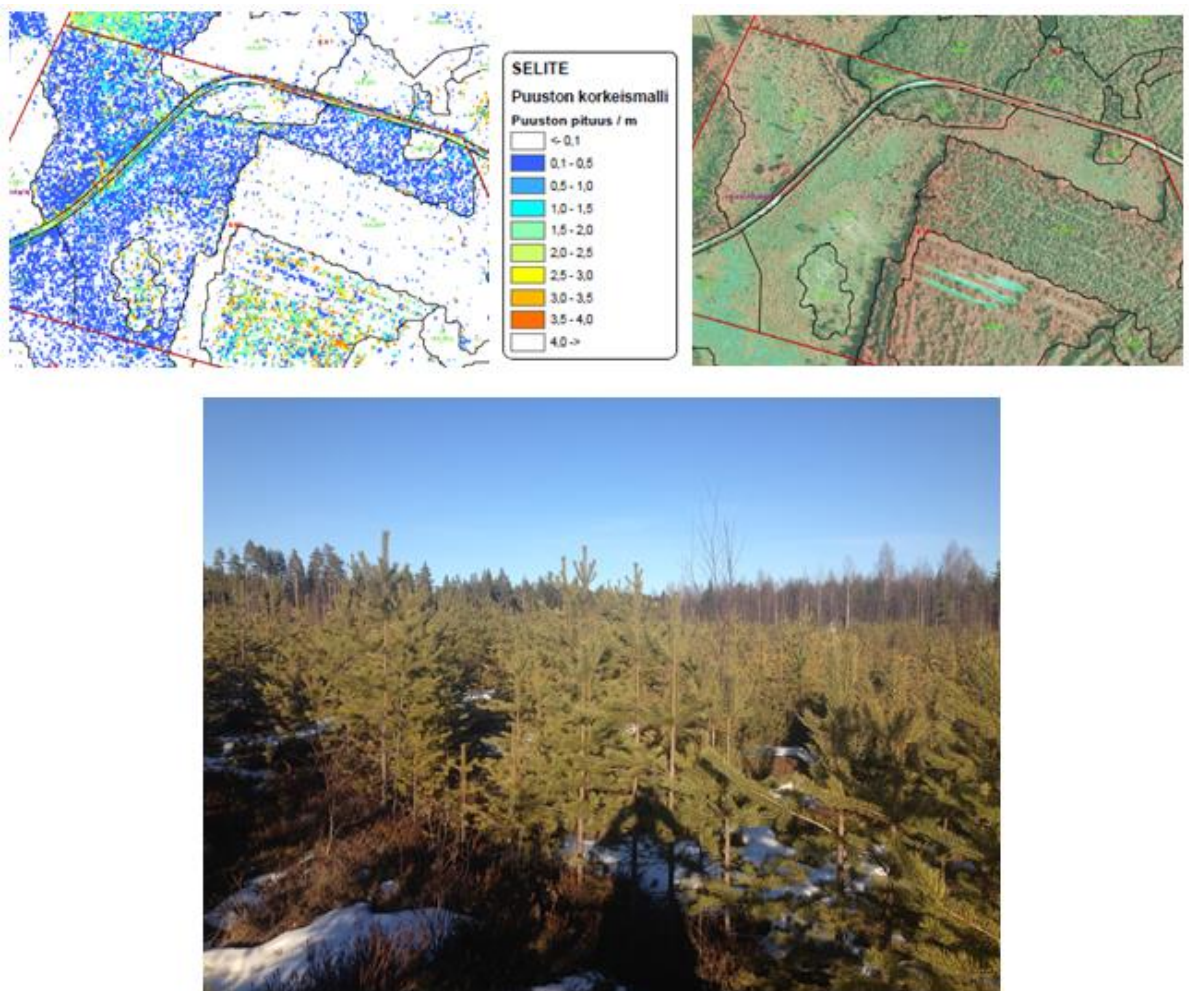 SELITE
Puuston korkeismalli
Puuston pituus / m
<- 0,1
0,1 - 0,5
0,5 - 1,0
1,0 - 1,5
1,5 - 2,0
2,0 - 2,5
2,5 - 3,0
3,0 - 3,5
3,5 - 4,0
4,0 ->